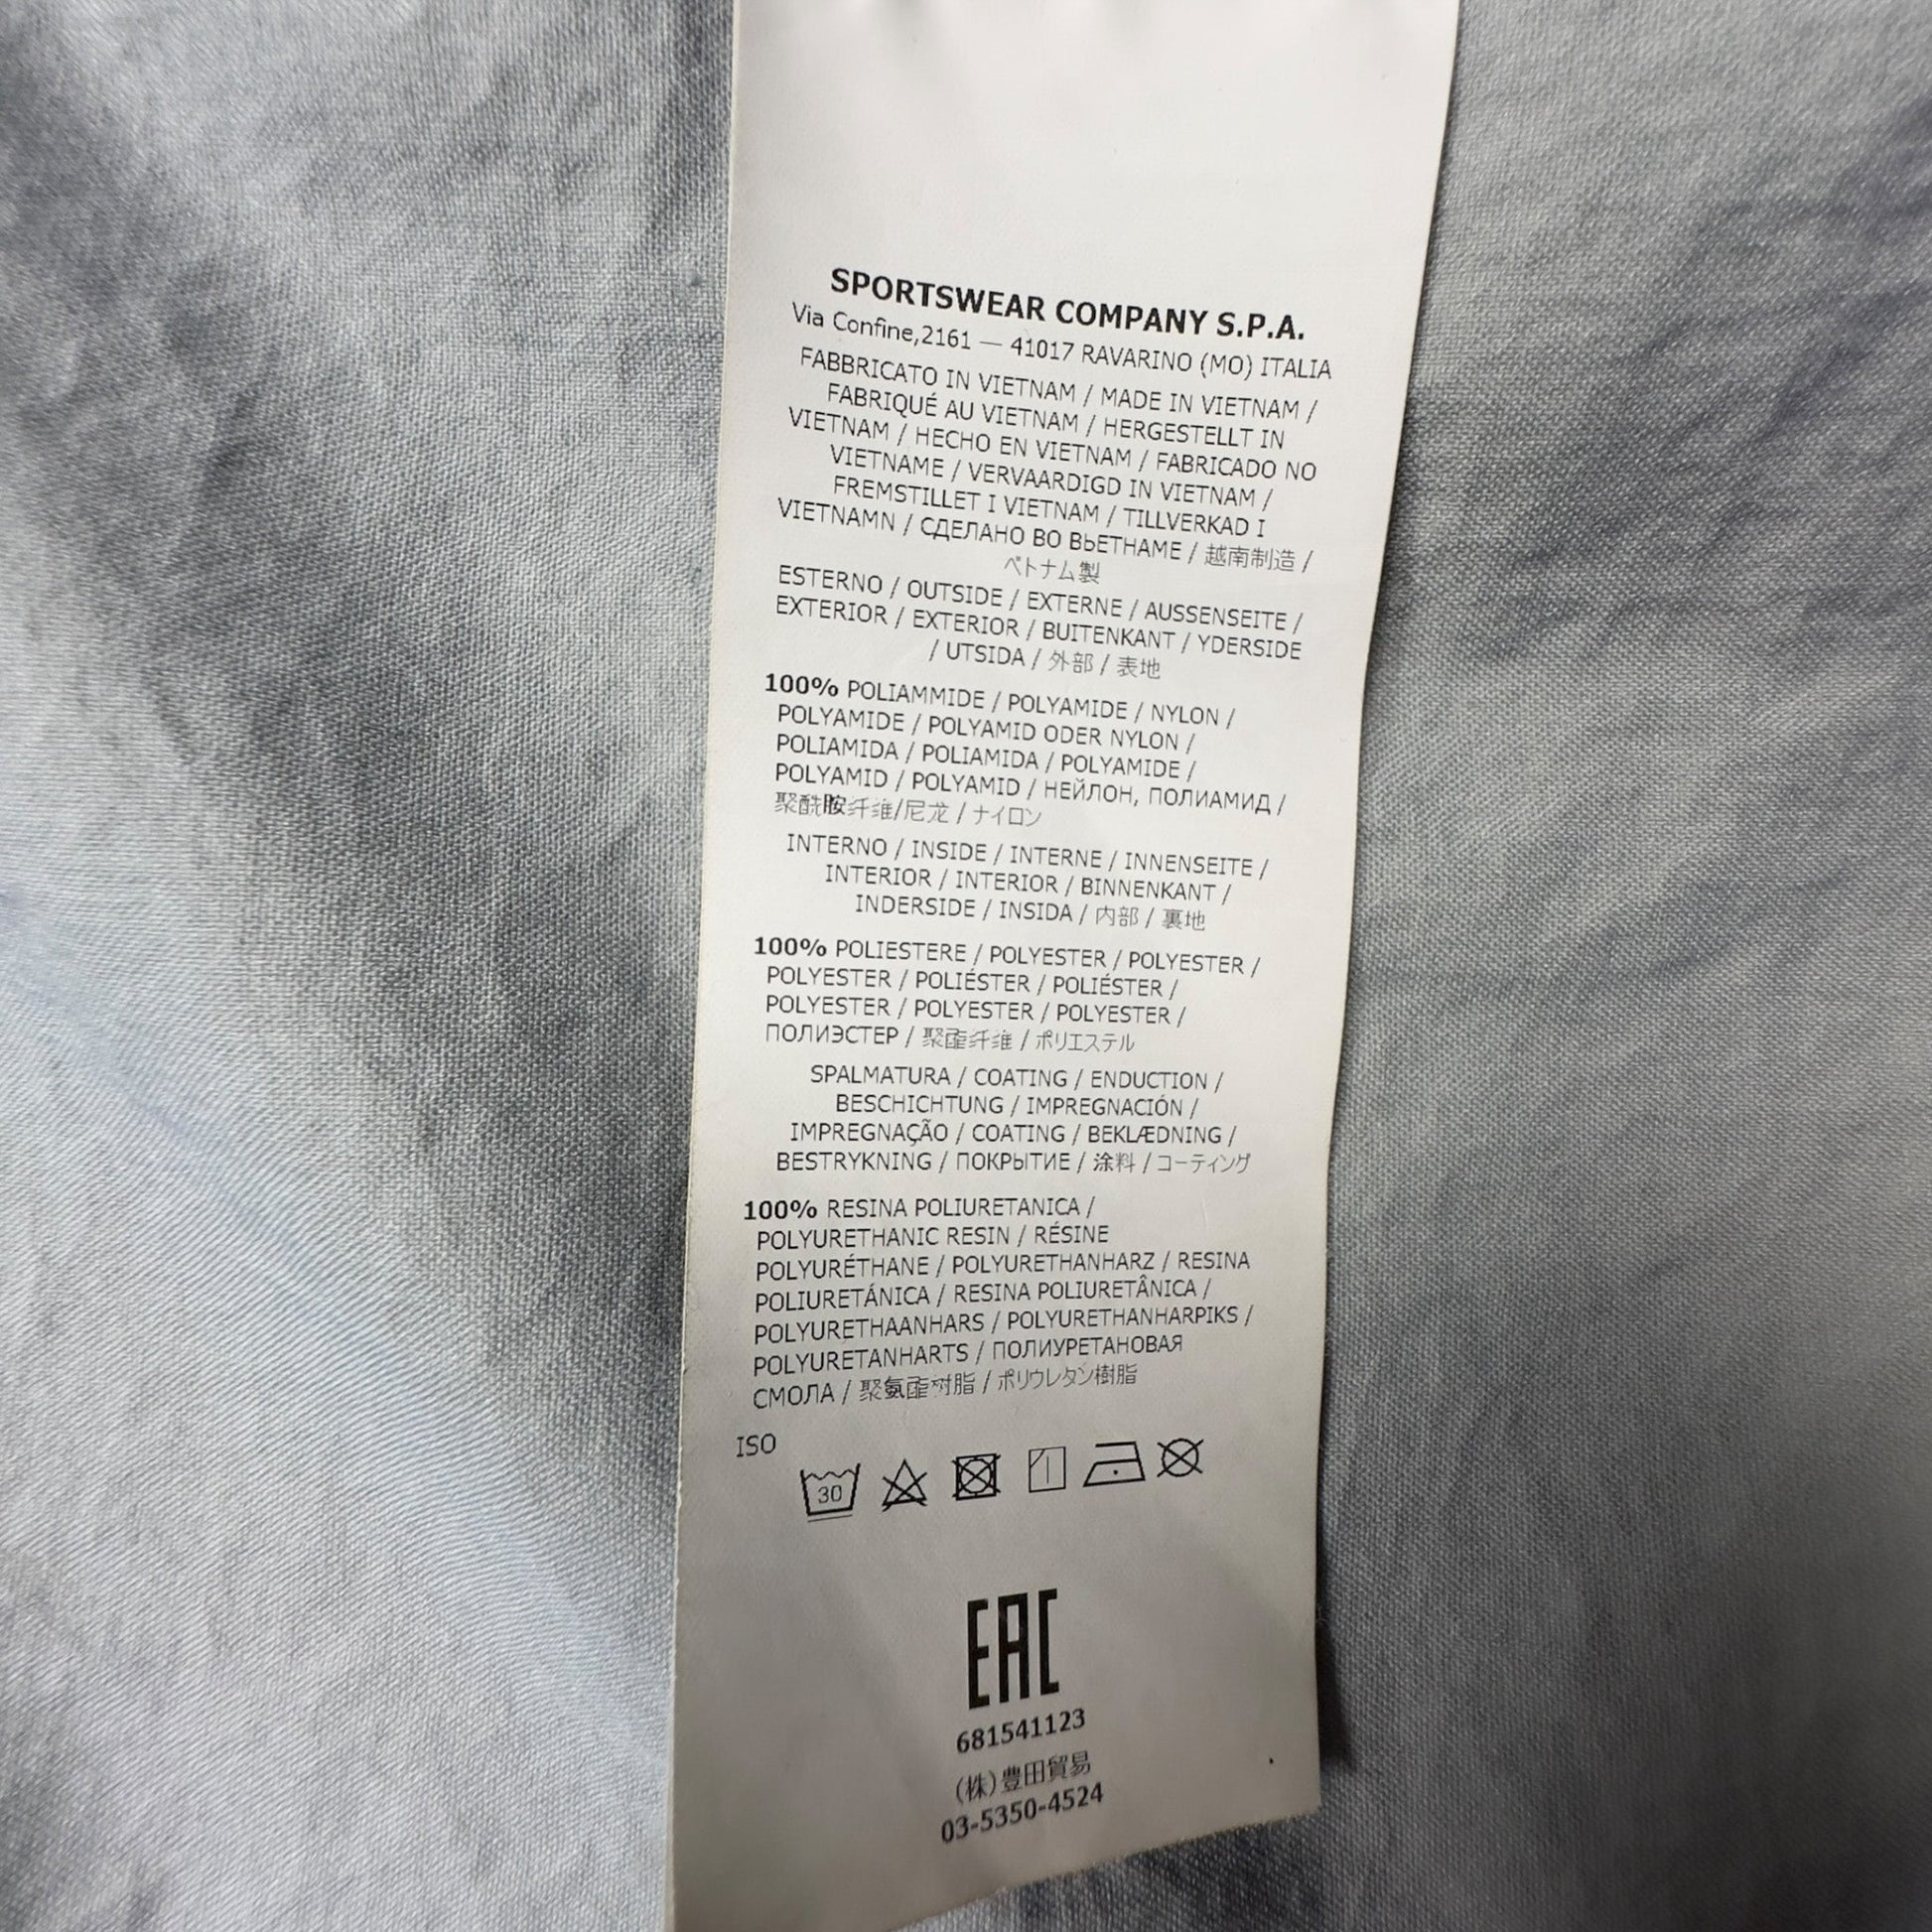 SPORTSWEAR COMPANY S.P.A.
Via Confine,2161 — 41017 RAVARINO (MO) ITALIA
FABBRICATO IN VIETNAM / MADE IN VIETNAM /
FABRIQUÉ AU VIETNAM / HERGESTELLT IN
VIETNAM / HECHO EN VIETNAM / FABRICADO NO
VIETNAME / VERVAARDIGD IN VIETNAM /
FREMSTILLET I VIETNAM / TILLVERKAD I
VIETNAMN / СДЕЛАНО ВО ВЬЕТНАМЕ / 越南制造 /
ベトナム製
ESTERNO / OUTSIDE / EXTERNE / AUSSENSEITE /
EXTERIOR / EXTERIOR / BUITENKANT / YDERSIDE
/ UTSIDA / 外部 / 表地
100% POLIAMMIDE / POLYAMIDE / NYLON /
POLYAMIDE / POLYAMID ODER NYLON /
POLIAMIDA / POLIAMIDA / POLYAMIDE /
POLYAMID / POLYAMID / НЕЙЛОН, ПОЛИАМИД /
聚酰胺纤维/尼龙 / ナイロン
INTERNO / INSIDE / INTERNE / INNENSEITE /
INTERIOR / INTERIOR / BINNENKANT /
INDERSIDE / INSIDA / 内部 / 裏地
100% POLIESTERE / POLYESTER / POLYESTER /
POLYESTER / POLIÉSTER / POLIÉSTER /
POLYESTER / POLYESTER / POLYESTER /
ПОЛИЭСТЕР / 聚酯纤维 / ポリエステル
SPALMATURA / COATING / ENDUCTION /
BESCHICHTUNG / IMPREGNACIÓN /
IMPREGNAÇÃO / COATING / BEKLÆDNING /
BESTRYKNING / ПОКРЫТИЕ / 涂料 / コーティング
100% RESINA POLIURETANICA /
POLYURETHANIC RESIN / RÉSINE
POLYURÉTHANE / POLYURETHANHARZ / RESINA
POLIURETÁNICA / RESINA POLIURETÂNICA /
POLYURETHAANHARS / POLYURETHANHARPIKS /
POLYURETANHARTS / ПОЛИУРЕТАНОВАЯ
СМОЛА / 聚氨酯树脂 / ポリウレタン樹脂
ISO
30
EAC
681541123
(株)豊田貿易
03-5350-4524